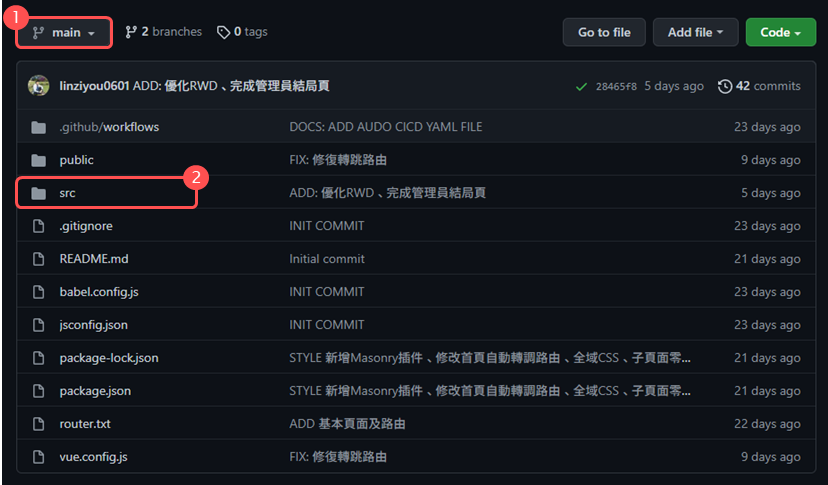 1
main 2 branches 0 tags Go to file Add file Code
linziyou0601 ADD: 優化RWD、完成管理員結局頁 28465f8 5 days ago 42 commits
.github/workflows DOCS: ADD AUDO CICD YAML FILE 23 days ago
public FIX: 修復轉跳路由 9 days ago
2
src ADD: 優化RWD、完成管理員結局頁 5 days ago
.gitignore INIT COMMIT 23 days ago
README.md Initial commit 21 days ago
babel.config.js INIT COMMIT 23 days ago
jsconfig.json INIT COMMIT 23 days ago
package-lock.json STYLE 新增Masonry插件、修改首頁自動轉調路由、全域CSS、子頁面零... 21 days ago
package.json STYLE 新增Masonry插件、修改首頁自動轉調路由、全域CSS、子頁面零... 21 days ago
router.txt ADD 基本頁面及路由 22 days ago
vue.config.js FIX: 修復轉跳路由 9 days ago